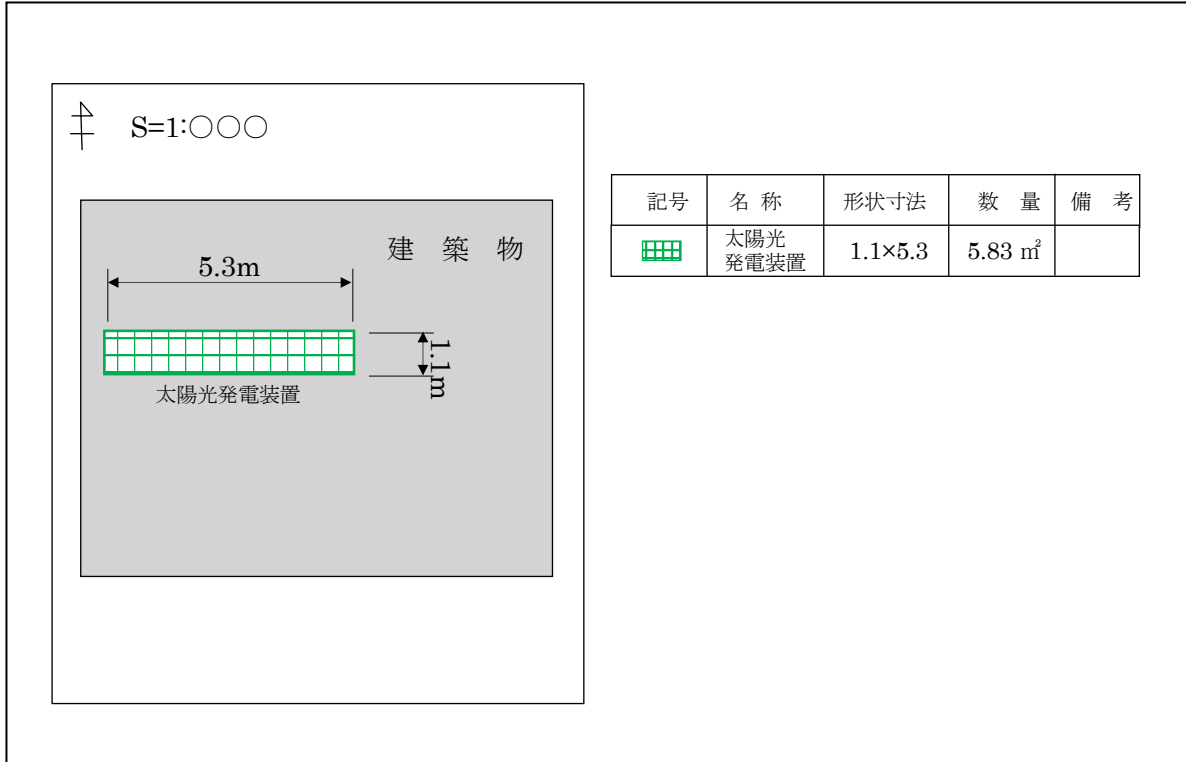 S=1:○○○
建 築 物
5.3m
1.1m
太陽光発電装置
記号 名 称 形状寸法 数 量 備 考
太陽光
発電装置 1.1×5.3 5.83 ㎡